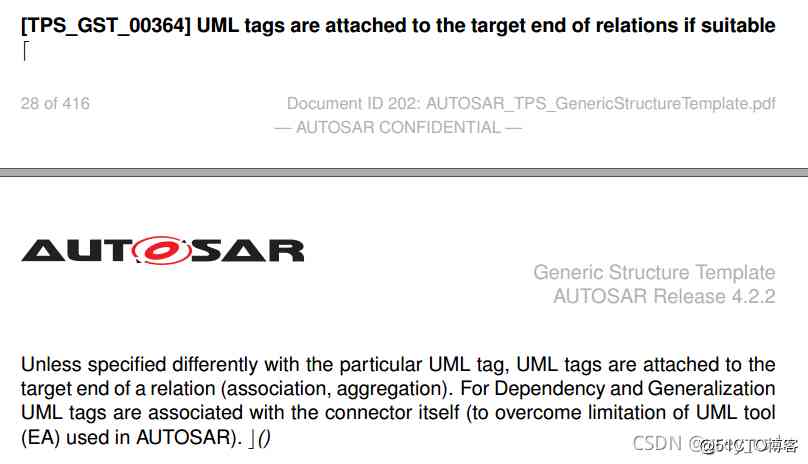 [TPS_GST_00364] UML tags are attached to the target end of relations if suitable
⌈
28 of 416 Document ID 202: AUTOSAR_TPS_GenericStructureTemplate.pdf
— AUTOSAR CONFIDENTIAL —
AUTOSAR
Generic Structure Template
AUTOSAR Release 4.2.2
Unless specified differently with the particular UML tag, UML tags are attached to the
target end of a relation (association, aggregation). For Dependency and Generalization
UML tags are associated with the connector itself (to overcome limitation of UML tool
(EA) used in AUTOSAR). ⌋()
CSDN
@51CTO博客